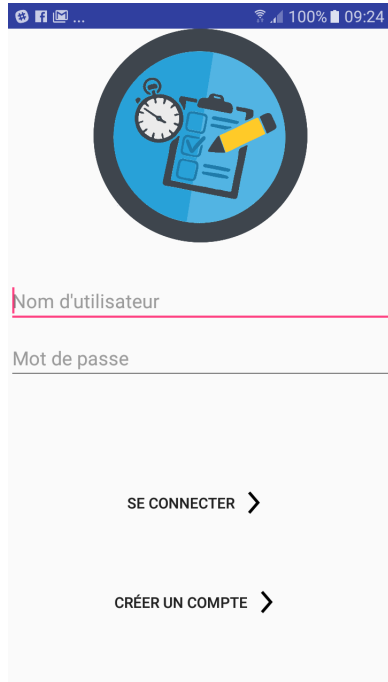 ... 100% 09:24
Nom d'utilisateur
Mot de passe
SE CONNECTER
CRÉER UN COMPTE